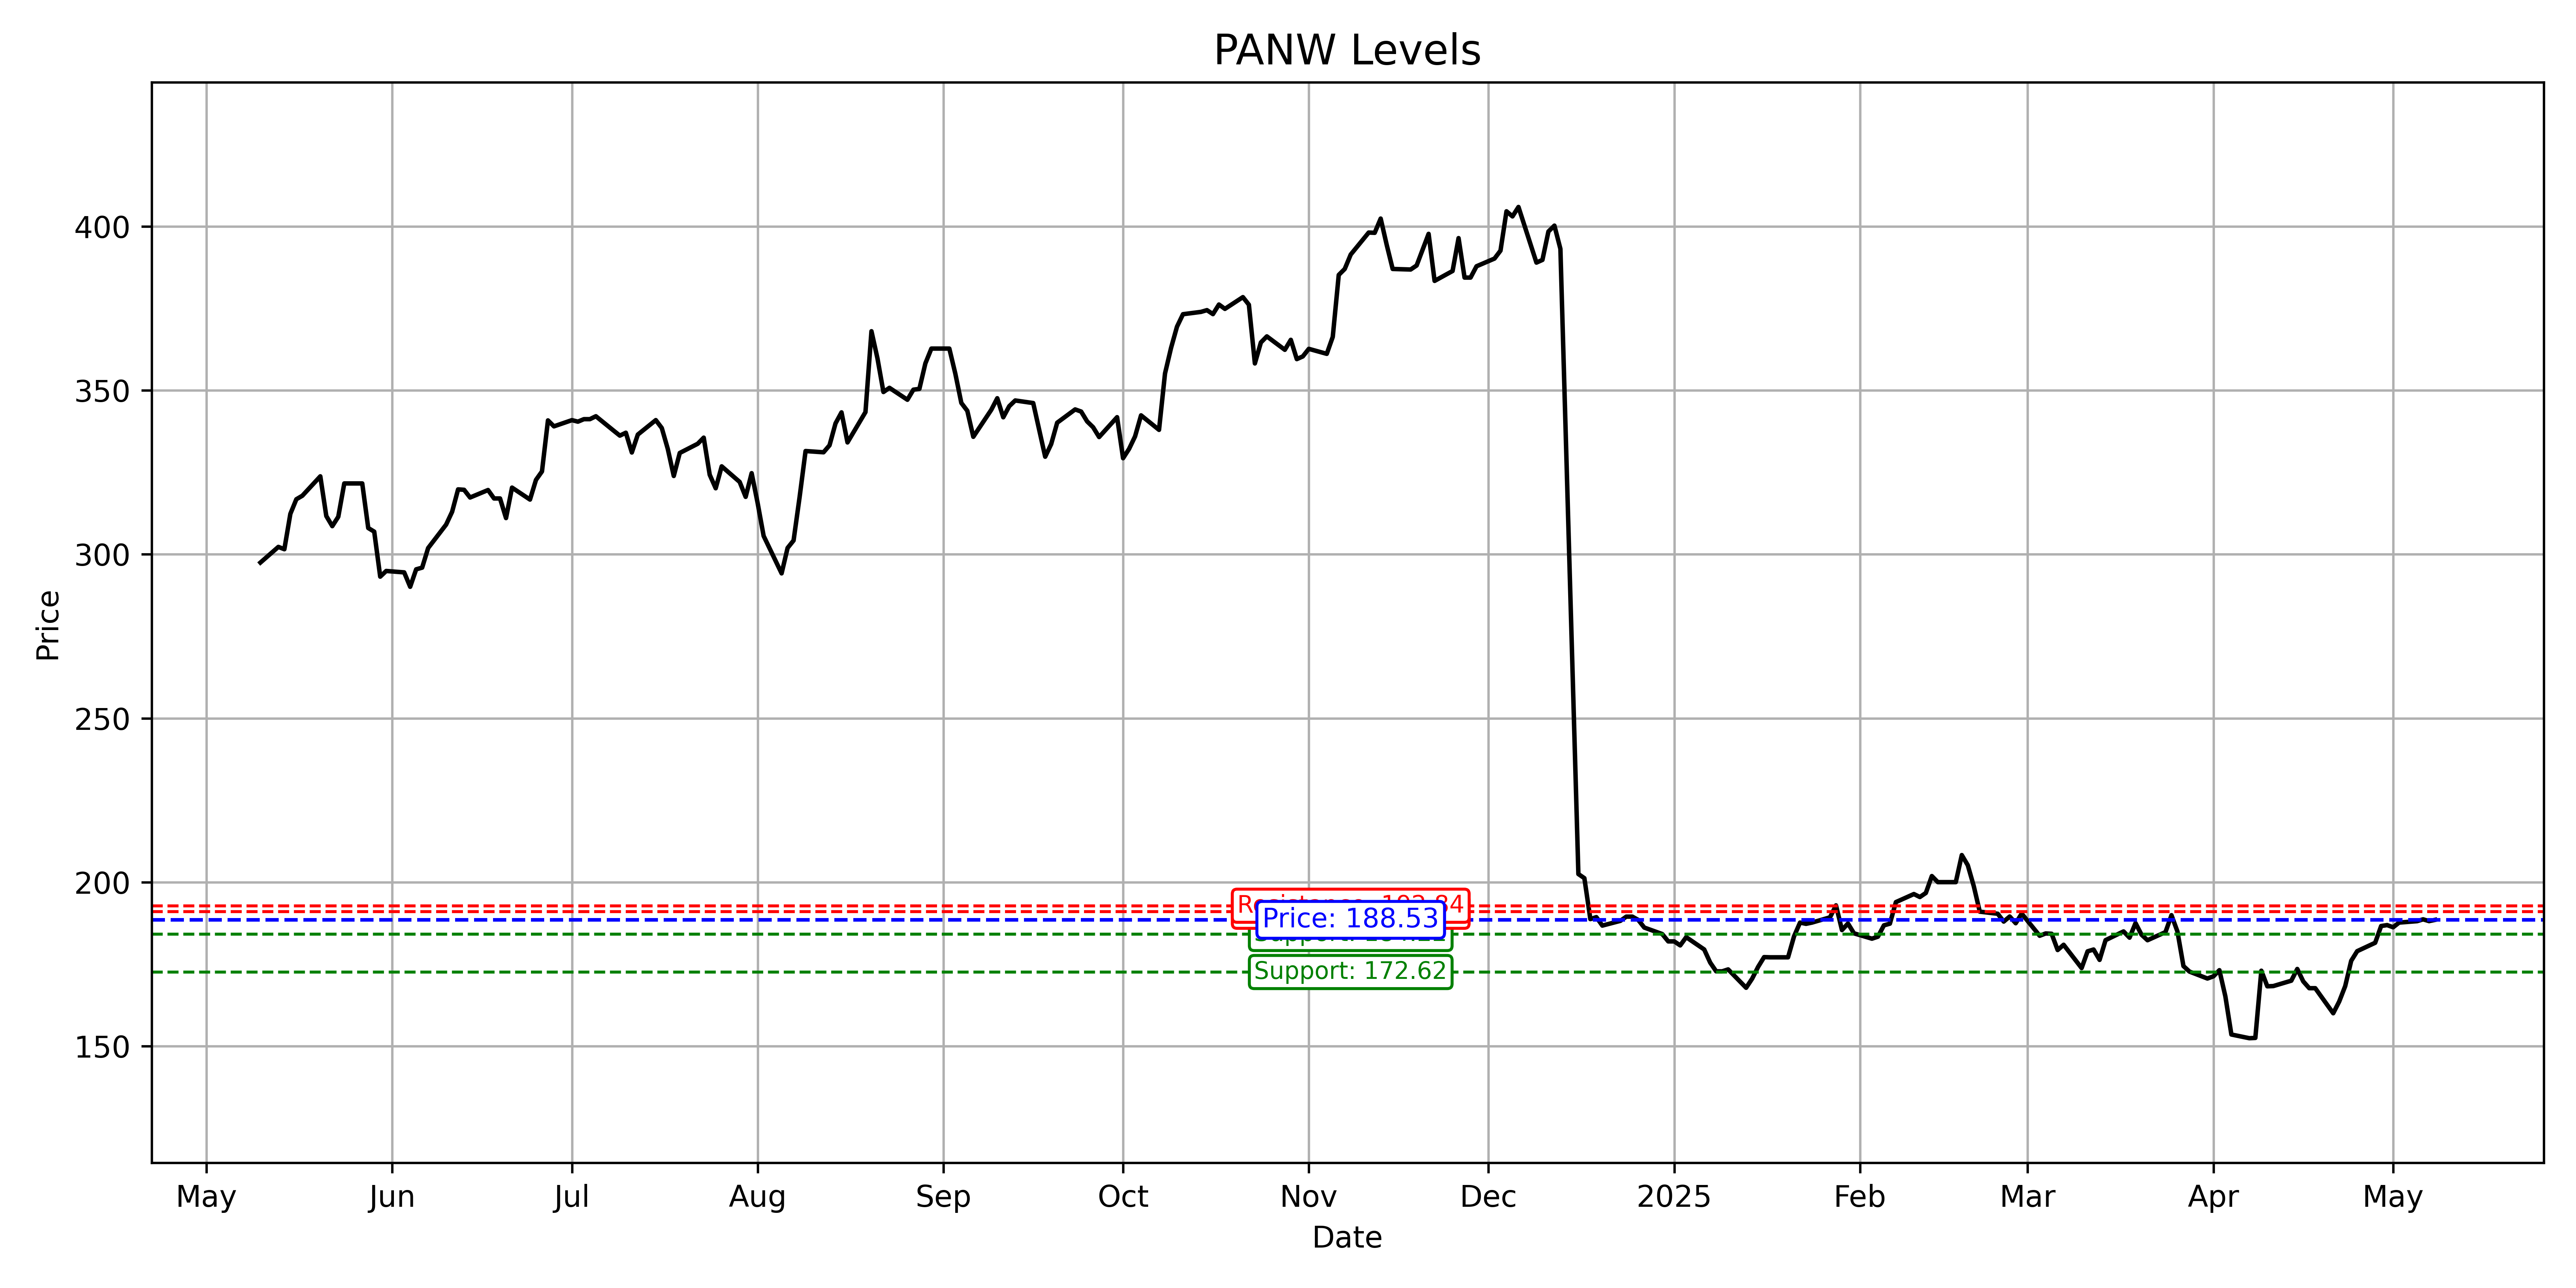 PANW Levels
Price
400
350
300
250
200
150
Price: 188.53
Support: 172.62
May Jun Jul Aug Sep Oct Nov Dec 2025 Feb Mar Apr May
Date